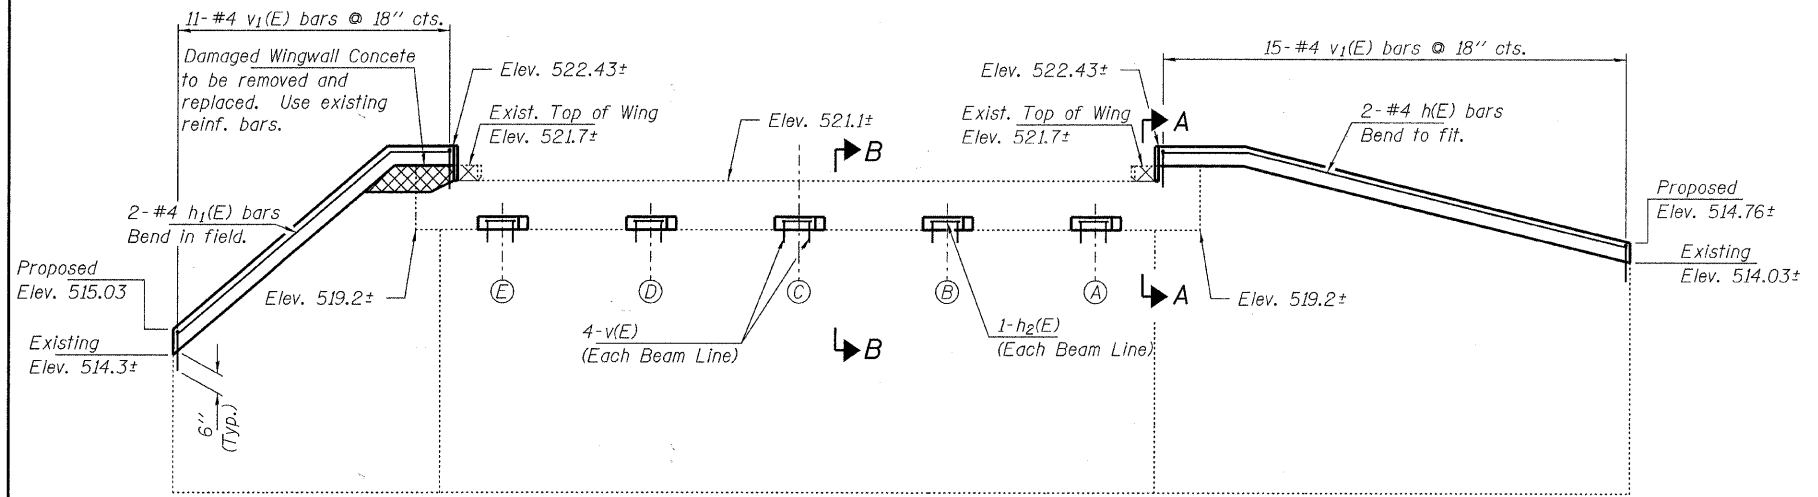 11-#4 v1(E) bars @ 18" cts.
Damaged Wingwall Concete
to be removed and
replaced. Use existing
reinf. bars.
Elev. 522.43±
Exist. Top of Wing
Elev. 521.7±
Elev. 521.1±
B
Elev. 522.43±
Exist. Top of Wing
Elev. 521.7±
A
15-#4 v1(E) bars @ 18" cts.
2-#4 h(E) bars
Bend to fit.
Proposed
Elev. 514.76±
Existing
Elev. 514.03±
2-#4 h1(E) bars
Bend in field.
Proposed
Elev. 515.03
Existing
Elev. 514.3±
6"
(Typ.)
Elev. 519.2±
E
D
C
B
A
A
Elev. 519.2±
4-v(E)
(Each Beam Line)
B
1-h2(E)
(Each Beam Line)